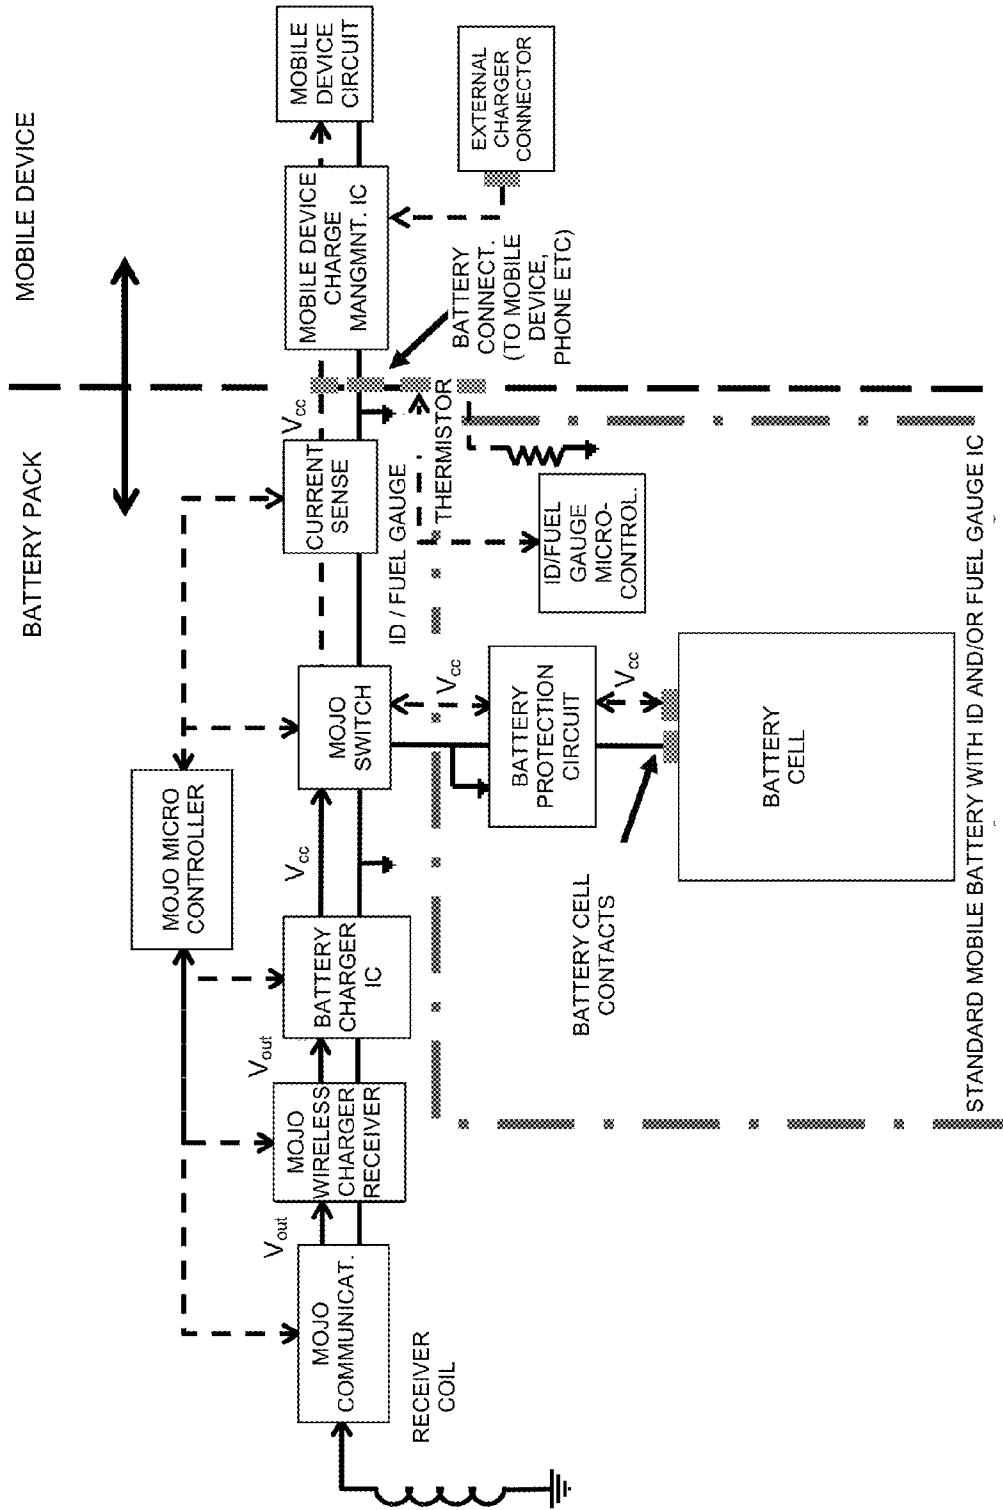 BATTERY PACK
MOBILE DEVICE
MOJO MICRO
CONTROLLER
RECEIVER
COIL
MOJO
COMMUNICAT.
Vout
MOJO
WIRELESS
CHARGER
RECEIVER
Vout
BATTERY
CHARGER
IC
Vcc
MOJO
SWITCH
CURRENT
SENSE
Vcc
MOBILE DEVICE
CHARGE
MANGMNT. IC
MOBILE
DEVICE
CIRCUIT
EXTERNAL
CHARGER
CONNECTOR
BATTERY
CONNECT.
(TO MOBILE
DEVICE,
PHONE ETC)
ID / FUEL GAUGE
THERMISTOR
Vcc
BATTERY
PROTECTION
CIRCUIT
ID/FUEL
GAUGE
MICRO-
CONTROL.
Vcc
BATTERY CELL
CONTACTS
BATTERY
CELL
STANDARD MOBILE BATTERY WITH ID AND/OR FUEL GAUGE IC